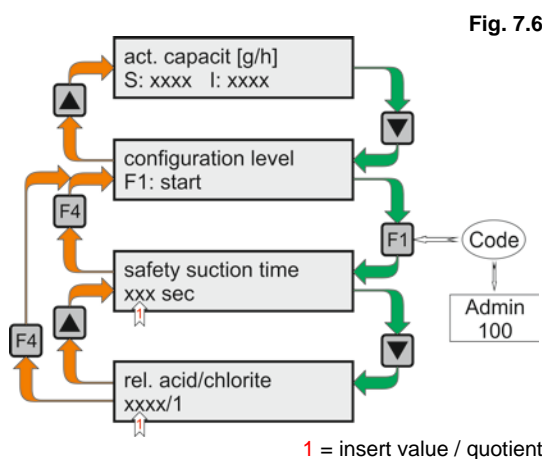 Fig. 7.6
act. capacit [g/h]
S: xxxx I: xxxx
configuration level
F1: start
F4
F1
Code
safety suction time
xxx sec
1
Admin
100
F4
rel. acid/chlorite
xxxx/1
1
1 = insert value / quotient